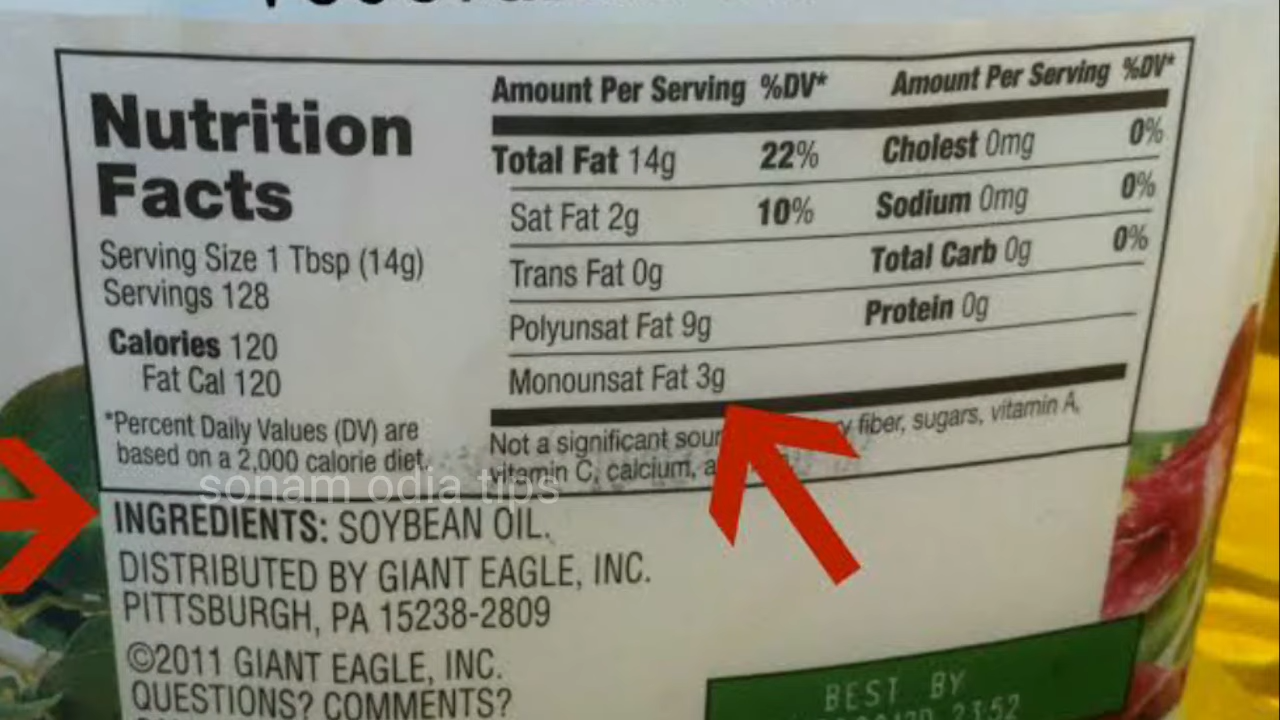 Nutrition
Facts
Serving Size 1 Tbsp (14g)
Servings 128
Calories 120
Fat Cal 120
*Percent Daily Values (DV) are
based on a 2,000 calorie diet.
Amount Per Serving %DV*
Total Fat 14g 22%
Sat Fat 2g 10%
Trans Fat 0g
Polyunsat Fat 9g
Monounsat Fat 3g
Amount Per Serving %DV*
Cholest 0mg 0%
Sodium 0mg 0%
Total Carb 0g 0%
Protein 0g
Not a significant fiber, sugars, vitamin A,
vitamin C, calcium,
sonam odia tips
INGREDIENTS: SOYBEAN OIL.
DISTRIBUTED BY GIANT EAGLE, INC.
PITTSBURGH, PA 15238-2809
©2011 GIANT EAGLE, INC.
QUESTIONS? COMMENTS?
BEST BY
23:52